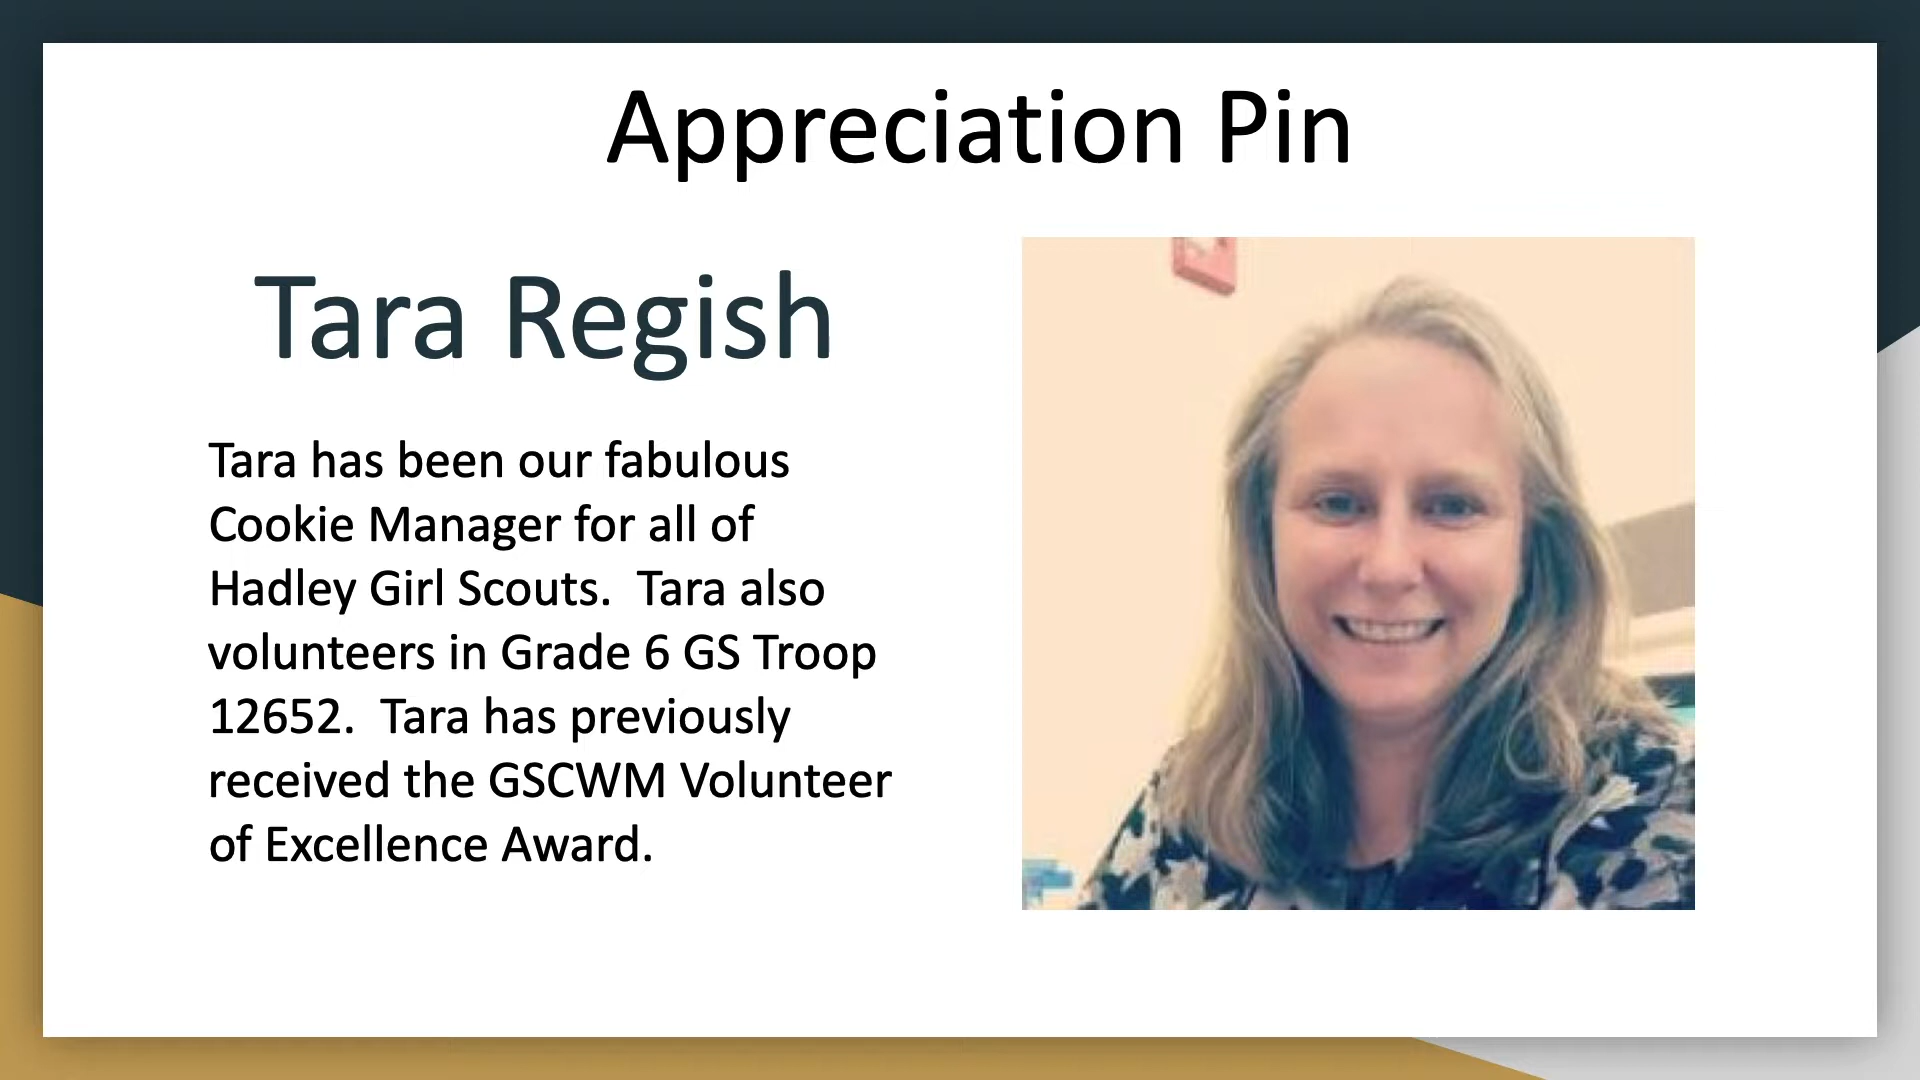 Appreciation Pin
Tara Regish
Tara has been our fabulous
Cookie Manager for all of
Hadley Girl Scouts.  Tara also
volunteers in Grade 6 GS Troop
12652.  Tara has previously
received the GSCWM Volunteer
of Excellence Award.